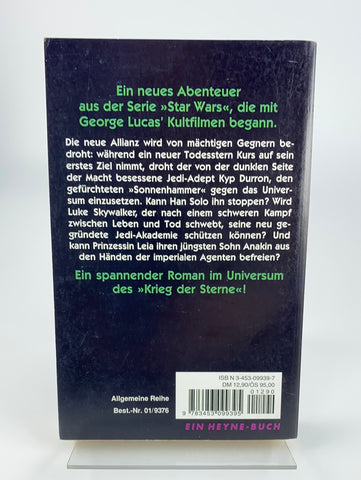 Ein neues Abenteuer
aus der Serie »Star Wars«, die mit
George Lucas' Kultfilmen begann.
Die neue Allianz wird von mächtigen Gegnern be-
droht: während ein neuer Todesstern Kurs auf sein
erstes Ziel nimmt, droht der von der dunklen Seite
der Macht besessene Jedi-Adept Kyp Durron, den
gefürchteten »Sonnenhammer« gegen das Univer-
sum einzusetzen. Kann Han Solo ihn stoppen? Wird
Luke Skywalker, der nach einem schweren Kampf
zwischen Leben und Tod schwebt, seine neu ge-
gründete Jedi-Akademie schützen können? Und
kann Prinzessin Leia ihren jüngsten Sohn Anakin aus
den Händen der imperialen Agenten befreien?
Ein spannender Roman im Universum
des »Krieg der Sterne«!
ISBN 3-453-09939-7
DM 12,90/ÖS 95,00
01290
9 783453 099395
Allgemeine Reihe
Best.-Nr. 01/9376
EIN HEYNE-BUCH